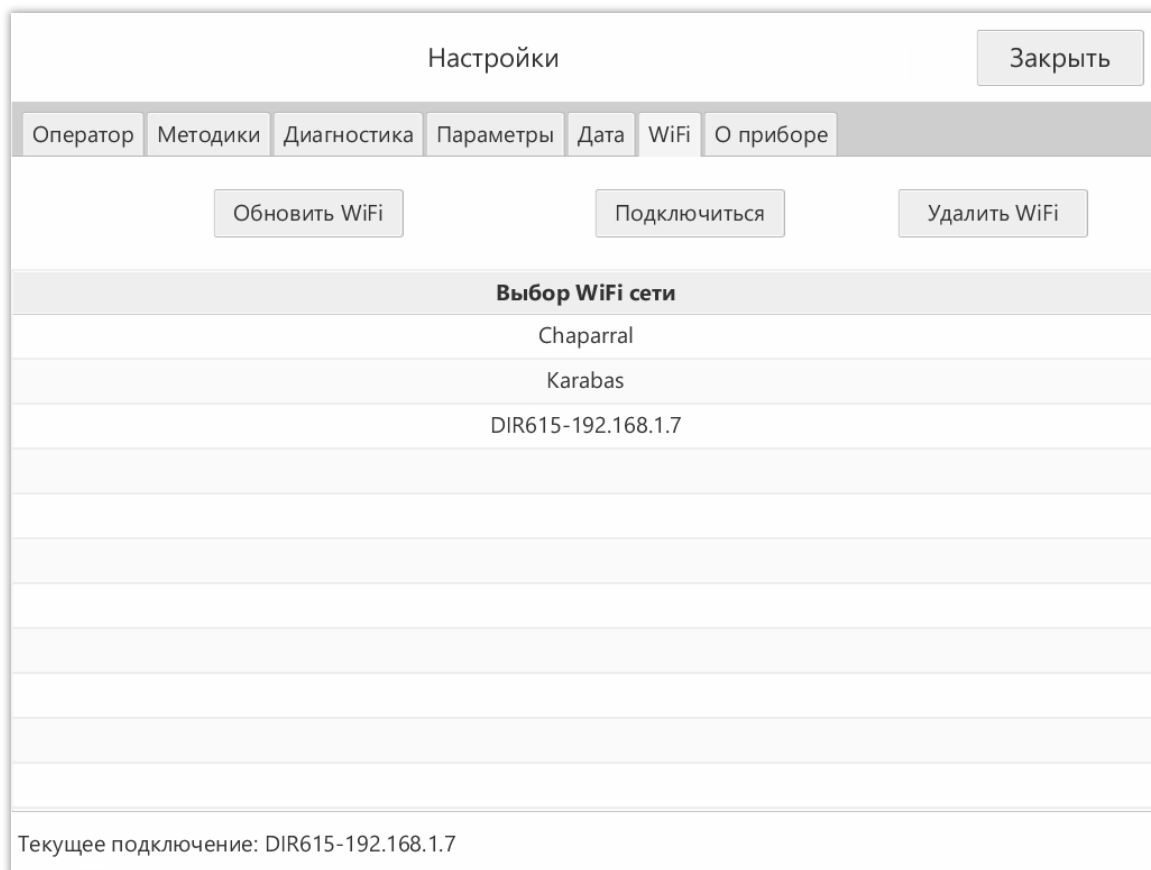 Настройки
Закрыть
Оператор Методики Диагностика Параметры Дата WiFi О приборе
Обновить WiFi Подключиться Удалить WiFi
Выбор WiFi сети
Chaparral
Karabas
DIR615-192.168.1.7
Текущее подключение: DIR615-192.168.1.7